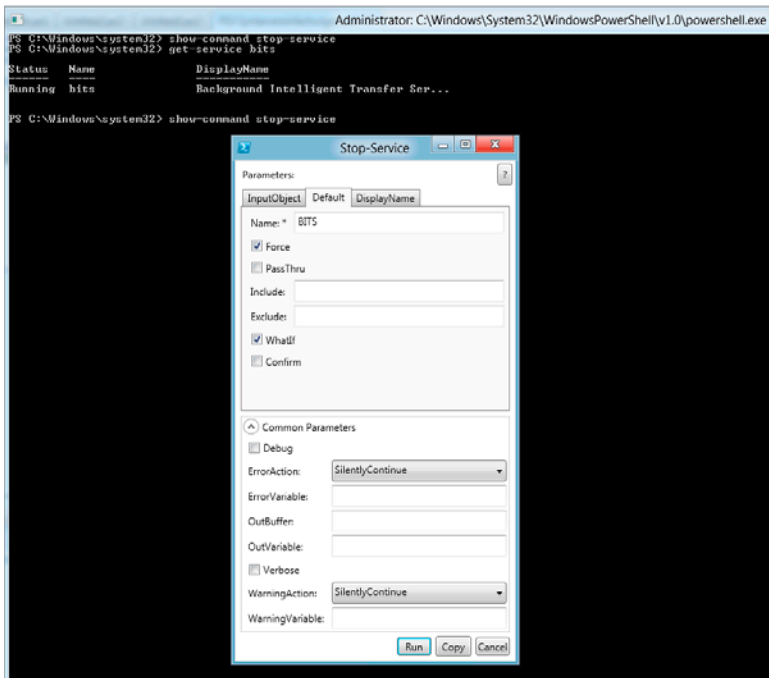 Administrator: C:\Windows\System32\WindowsPowerShell\v1.0\powershell.exe
PS C:\Windows\system32> show-command stop-service
PS C:\Windows\system32> get-service bits
Status Name DisplayName
------ ---- -----------
Running bits Background Intelligent Transfer Ser...
PS C:\Windows\system32> show-command stop-service
Stop-Service
Parameters:
?
InputObject Default DisplayName
Name: * BITS
Force
PassThru
Include:
Exclude:
WhatIf
Confirm
Common Parameters
Debug
ErrorAction: SilentlyContinue
ErrorVariable:
OutBuffer:
OutVariable:
Verbose
WarningAction: SilentlyContinue
WarningVariable:
Run Copy Cancel